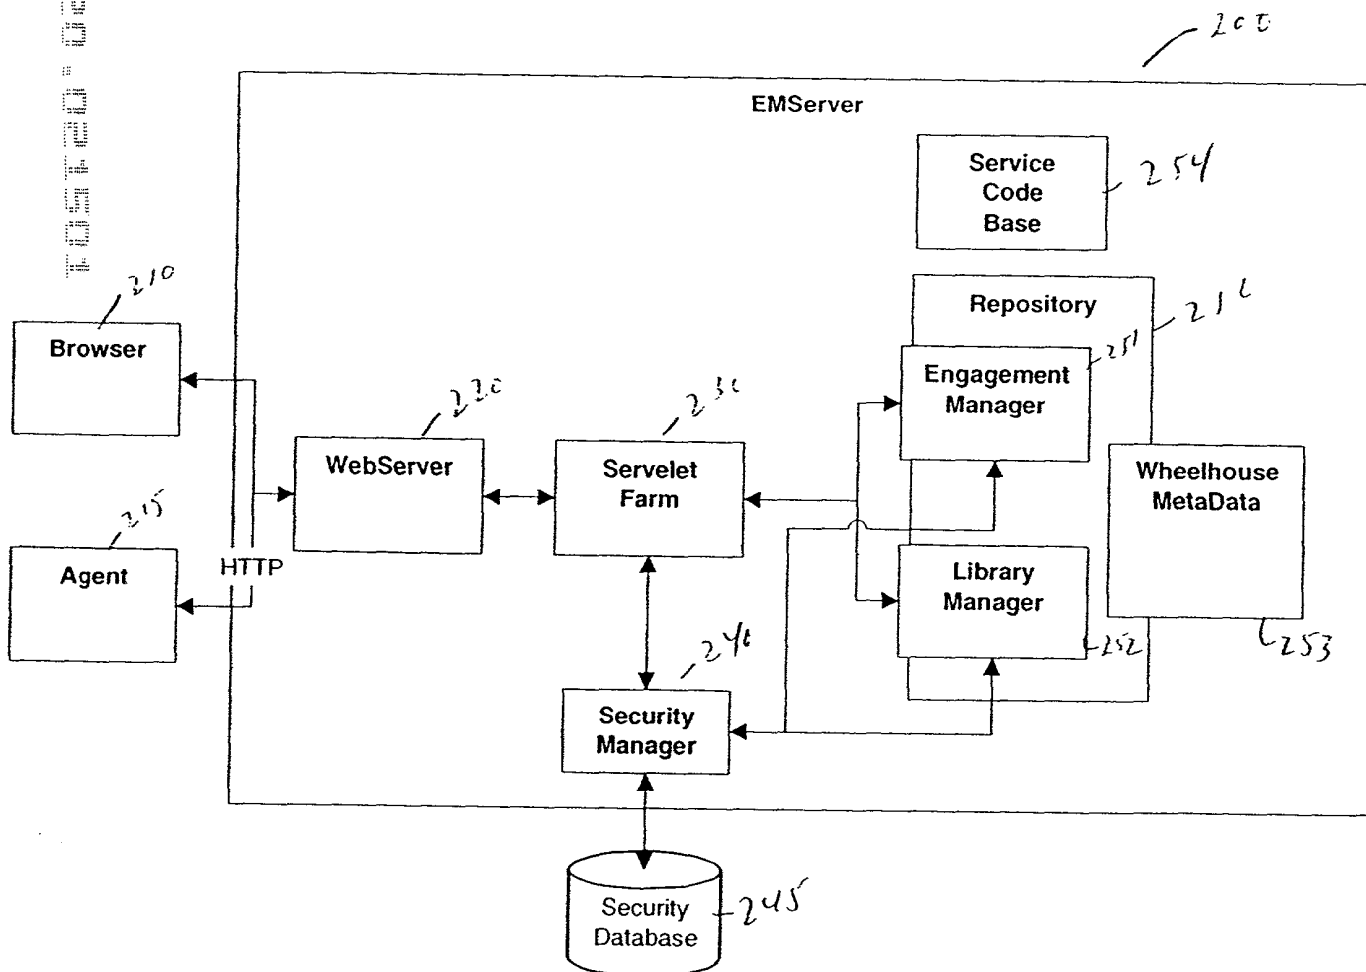 200
EMServer
Service
Code
Base
254
210
Browser
Repository
251
Engagement
Manager
220
WebServer
Servelet
Farm
Wheelhouse
MetaData
215
Agent
HTTP
Library
Manager
252
253
240
Security
Manager
Security
Database
245